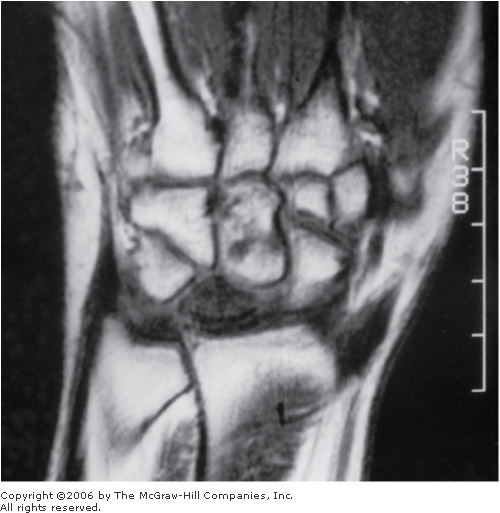 R38
Copyright ©2006 by The McGraw-Hill Companies, Inc.
All rights reserved.